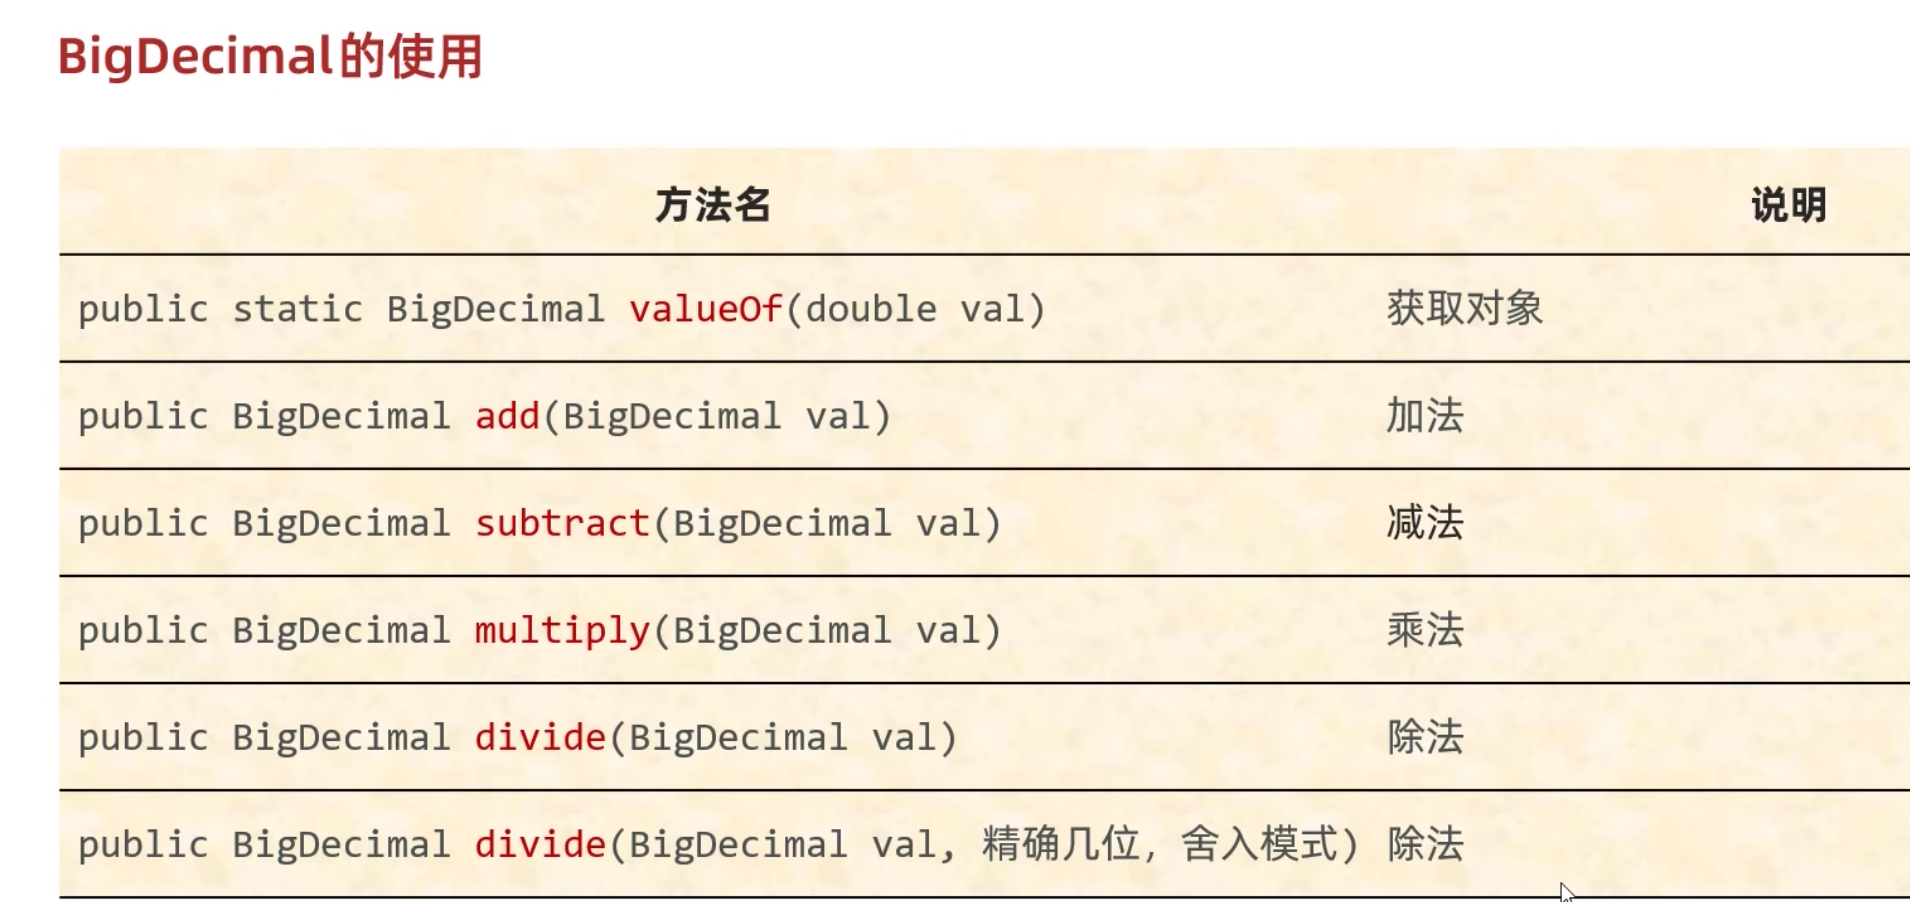 BigDecimal的使用
方法名 说明
public static BigDecimal valueOf(double val) 获取对象
public BigDecimal add(BigDecimal val) 加法
public BigDecimal subtract(BigDecimal val) 减法
public BigDecimal multiply(BigDecimal val) 乘法
public BigDecimal divide(BigDecimal val) 除法
public BigDecimal divide(BigDecimal val, 精确几位, 舍入模式) 除法